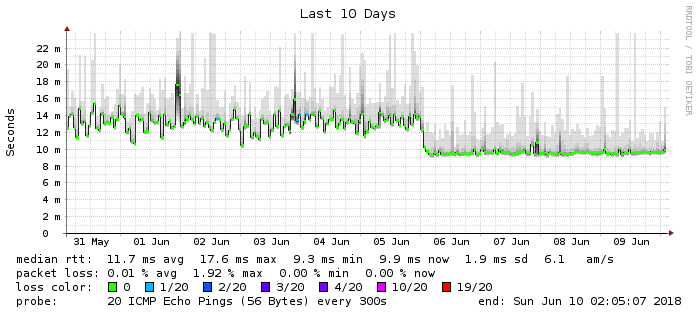 Last 10 Days
RRDTOOL / TOBI OETIKER
Seconds
22 m
20 m
18 m
16 m
14 m
12 m
10 m
8 m
6 m
4 m
2 m
0
31 May 01 Jun 02 Jun 03 Jun 04 Jun 05 Jun 06 Jun 07 Jun 08 Jun 09 Jun
median rtt: 11.7 ms avg 17.6 ms max 9.3 ms min 9.9 ms now 1.9 ms sd 6.1 am/s
packet loss: 0.01 % avg 1.92 % max 0.00 % min 0.00 % now
loss color: 0 1/20 2/20 3/20 4/20 10/20 19/20
probe: 20 ICMP Echo Pings (56 Bytes) every 300s end: Sun Jun 10 02:05:07 2018